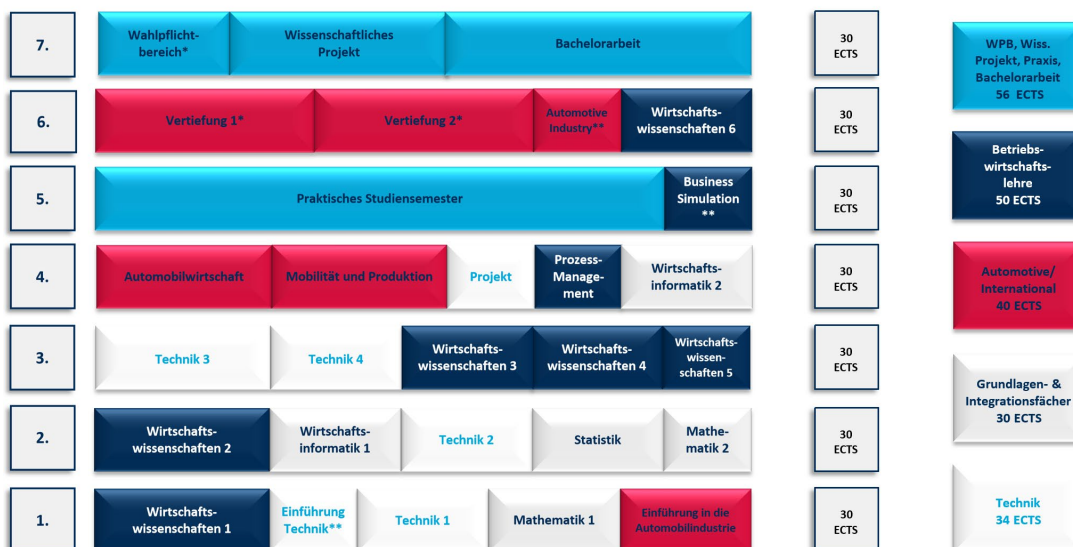 7.
Wahlpflicht-
bereich*
Wissenschaftliches
Projekt
Bachelorarbeit
30
ECTS
6.
Vertiefung 1*
Vertiefung 2*
Automotive
Industry**
Wirtschafts-
wissenschaften 6
30
ECTS
5.
Praktisches Studiensemester
Business
Simulation
**
30
ECTS
4.
Automobilwirtschaft
Mobilität und Produktion
Projekt
Prozess-
Manage-
ment
Wirtschafts-
informatik 2
30
ECTS
3.
Technik 3
Technik 4
Wirtschafts-
wissenschaften 3
Wirtschafts-
wissenschaften 4
Wirtschafts-
wissen-
schaften 5
30
ECTS
2.
Wirtschafts-
wissenschaften 2
Wirtschafts-
informatik 1
Technik 2
Statistik
Mathe-
matik 2
30
ECTS
1.
Wirtschafts-
wissenschaften 1
Einführung
Technik**
Technik 1
Mathematik 1
Einführung in die
Automobilindustrie
30
ECTS
WPB, Wiss.
Projekt, Praxis,
Bachelorarbeit
56 ECTS
Betriebs-
wirtschafts-
lehre
50 ECTS
Automotive/
International
40 ECTS
Grundlagen- &
Integrationsfächer
30 ECTS
Technik
34 ECTS